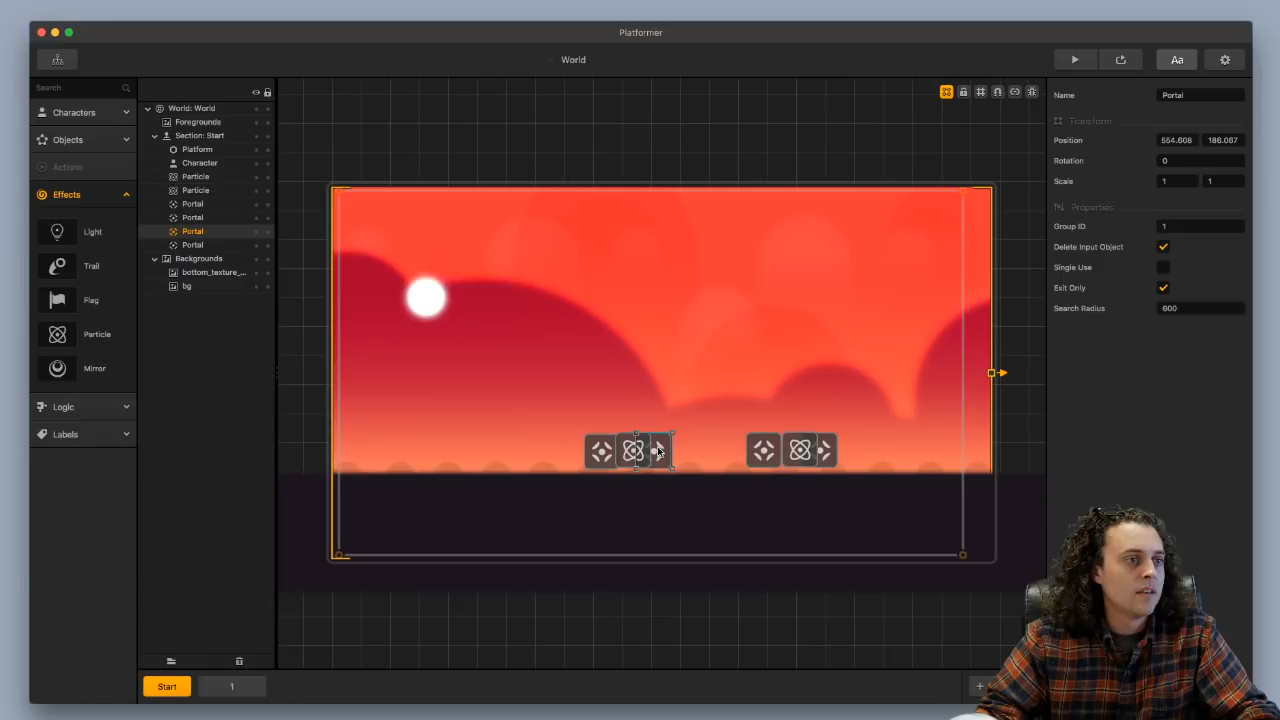 Platformer
World
Aa
Search
Characters
Objects
Actions
Effects
Light
Trail
Flag
Particle
Mirror
Logic
Labels
World: World
Foregrounds
Section: Start
Platform
Character
Particle
Particle
Portal
Portal
Portal
Portal
Backgrounds
bottom_texture_...
bg
Start
1
Name Portal
Transform
Position 554.608 186.067
Rotation 0
Scale 1 1
Properties
Group ID 1
Delete Input Object
Single Use
Exit Only
Search Radius 600